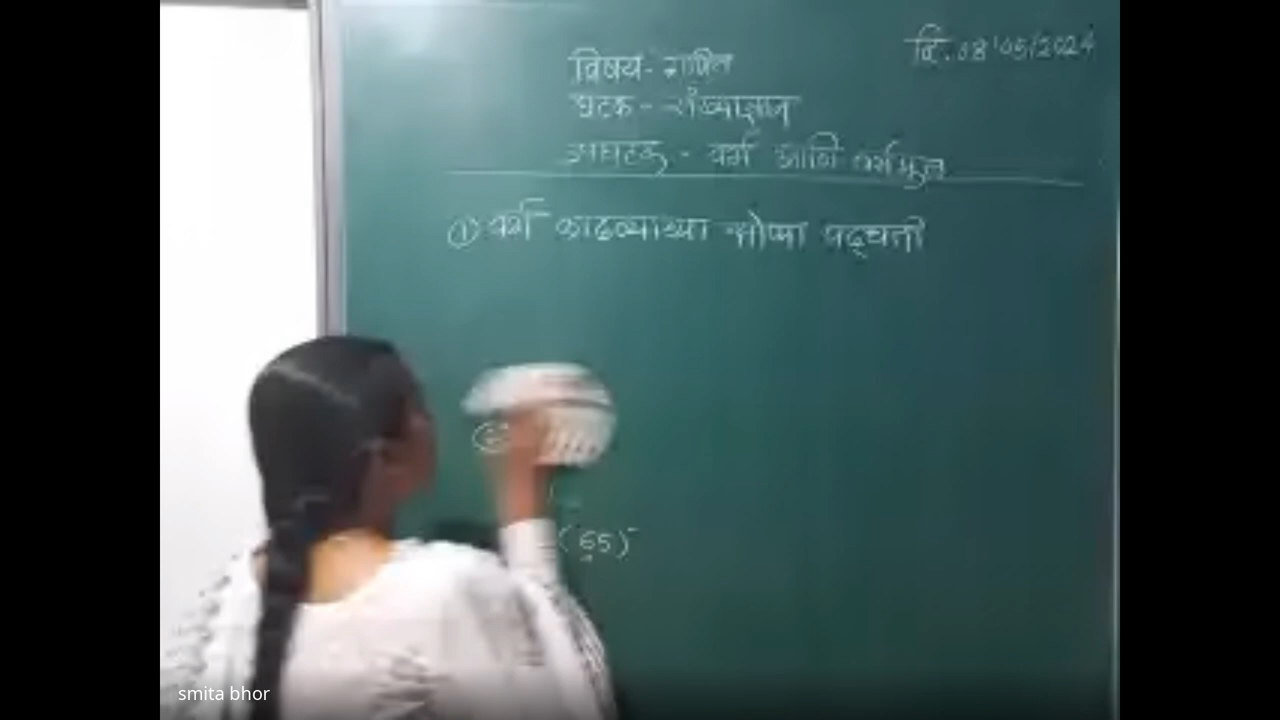 दि. 08/05/2024
विषय - गणित
घटक - संख्याज्ञान
उपघटक - वर्ग आणि वर्गमूळ
① वर्ग काढण्याच्या सोप्या पद्धती
②
(65)
smita bhor